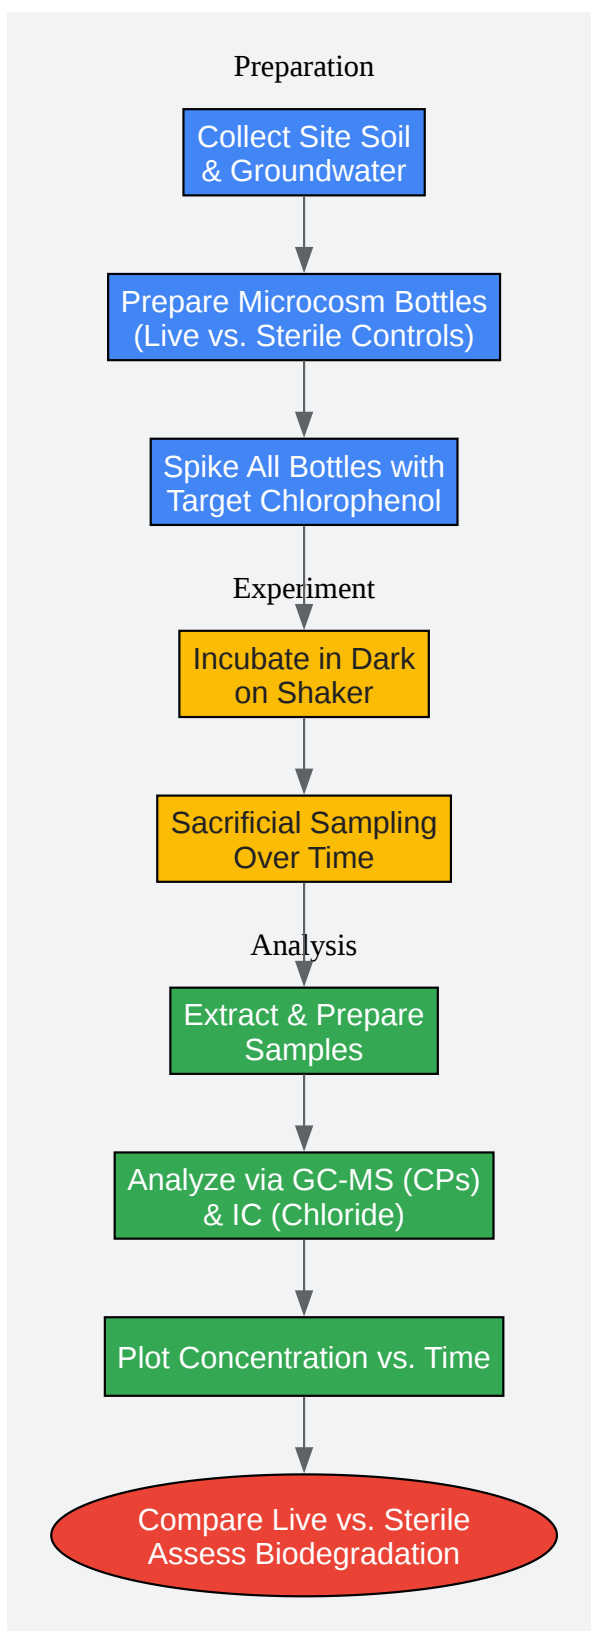 Preparation
Collect Site Soil
& Groundwater
Prepare Microcosm Bottles
(Live vs. Sterile Controls)
Spike All Bottles with
Target Chlorophenol
Experiment
Incubate in Dark
on Shaker
Sacrificial Sampling
Over Time
Analysis
Extract & Prepare
Samples
Analyze via GC-MS (CPs)
& IC (Chloride)
Plot Concentration vs. Time
Compare Live vs. Sterile
Assess Biodegradation